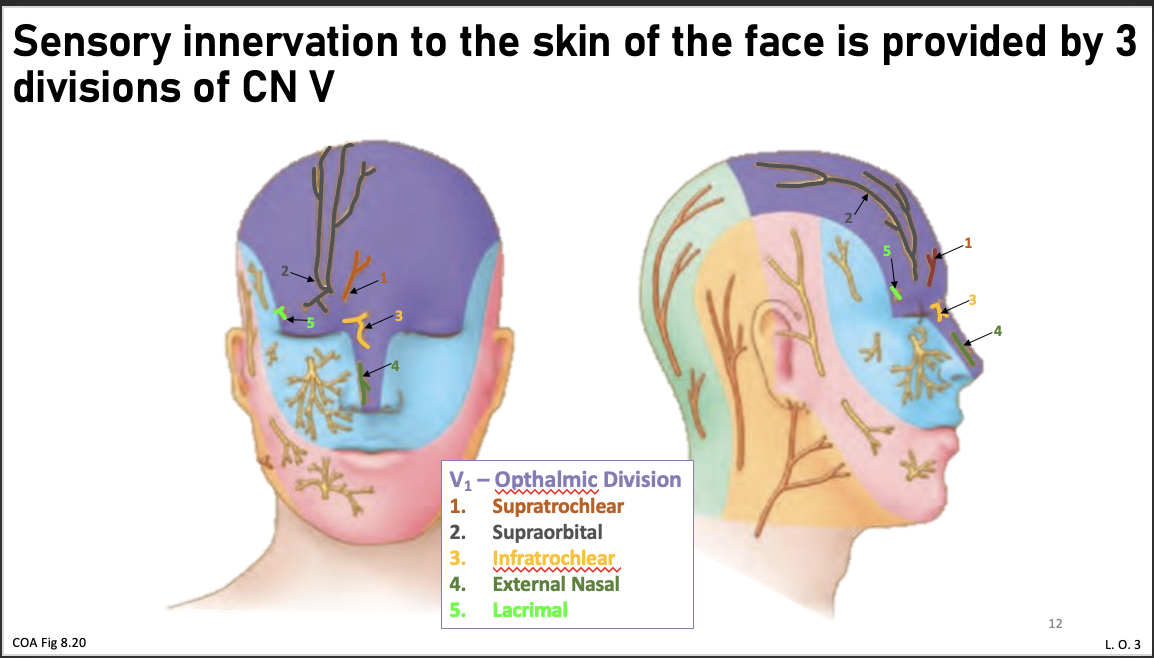 Sensory innervation to the skin of the face is provided by 3
divisions of CN V
2
1
3
5
4
2
5
1
3
4
V₁ – Opthalmic Division
1. Supratrochlear
2. Supraorbital
3. Infratrochlear
4. External Nasal
5. Lacrimal
12
COA Fig 8.20
L. O. 3